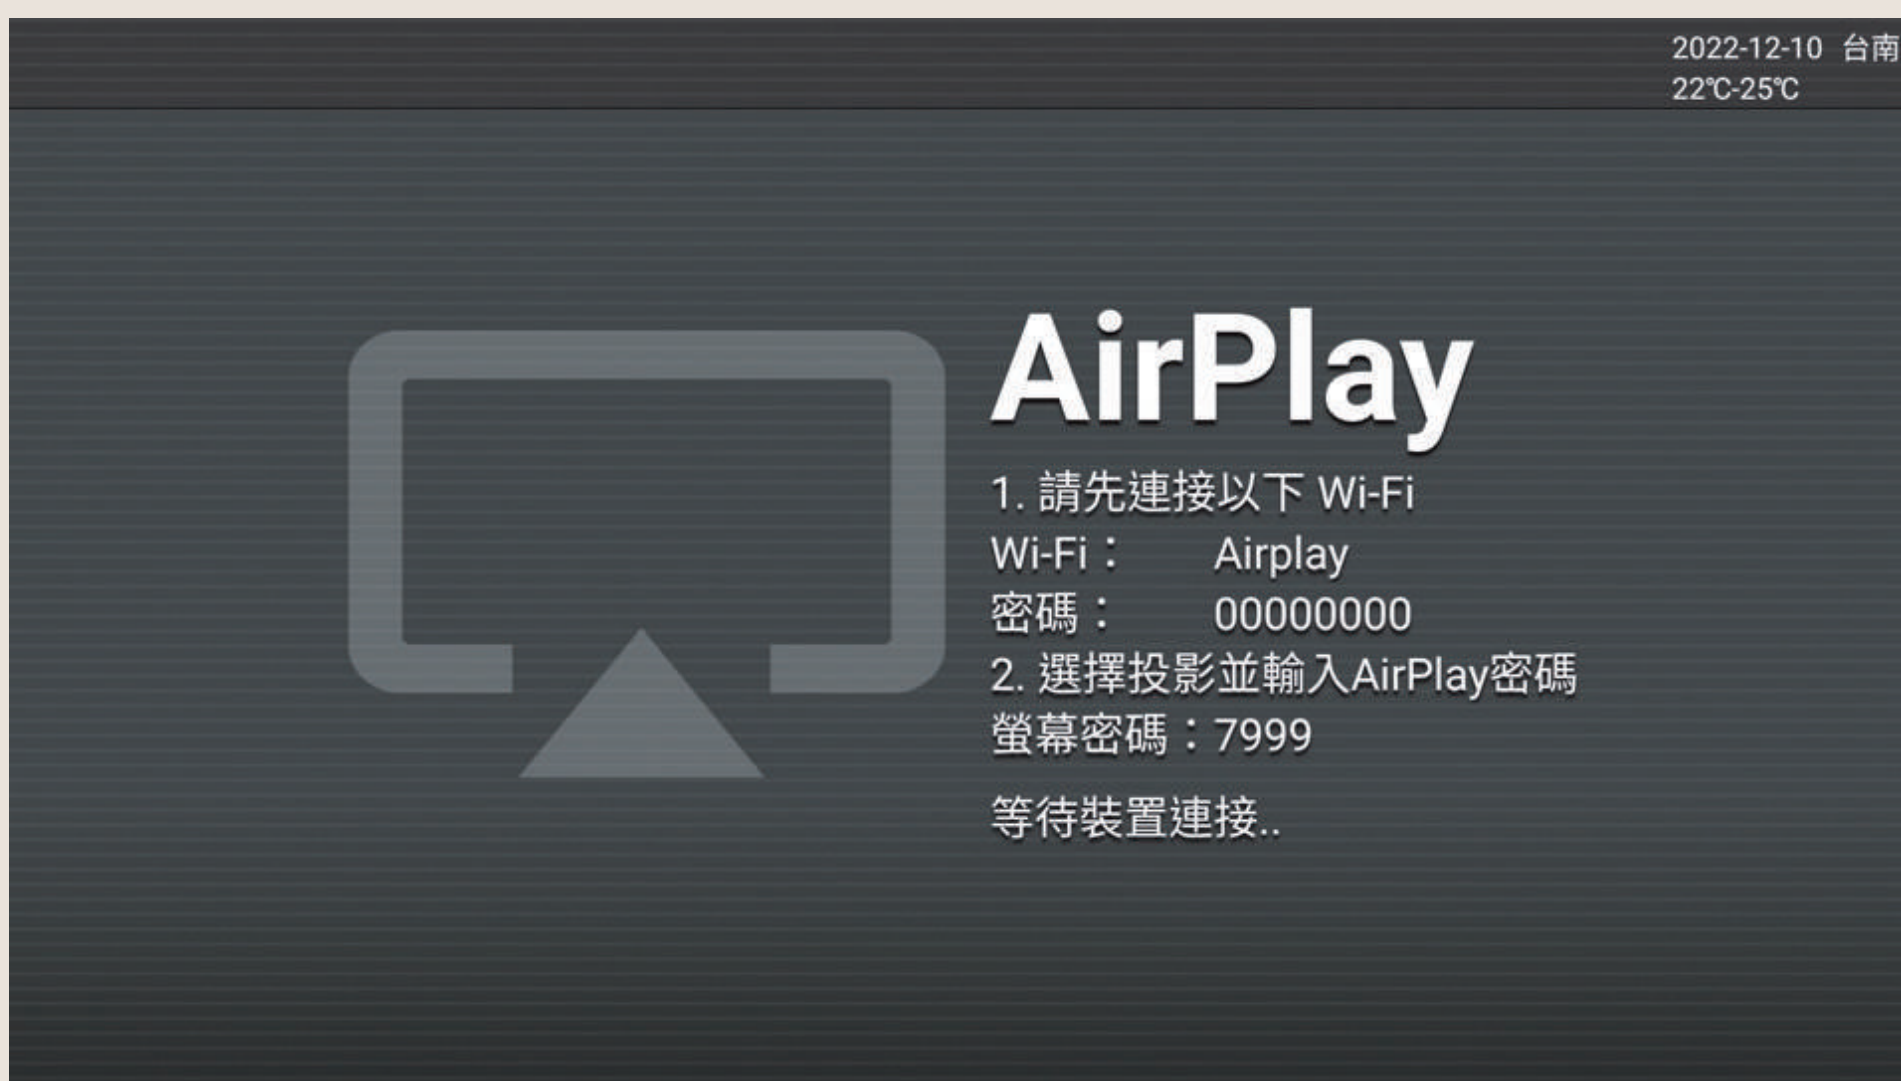 2022-12-10 台南
22℃-25℃
AirPlay
1. 請先連接以下 Wi-Fi
Wi-Fi： Airplay
密碼： 00000000
2. 選擇投影並輸入AirPlay密碼
螢幕密碼：7999
等待裝置連接..